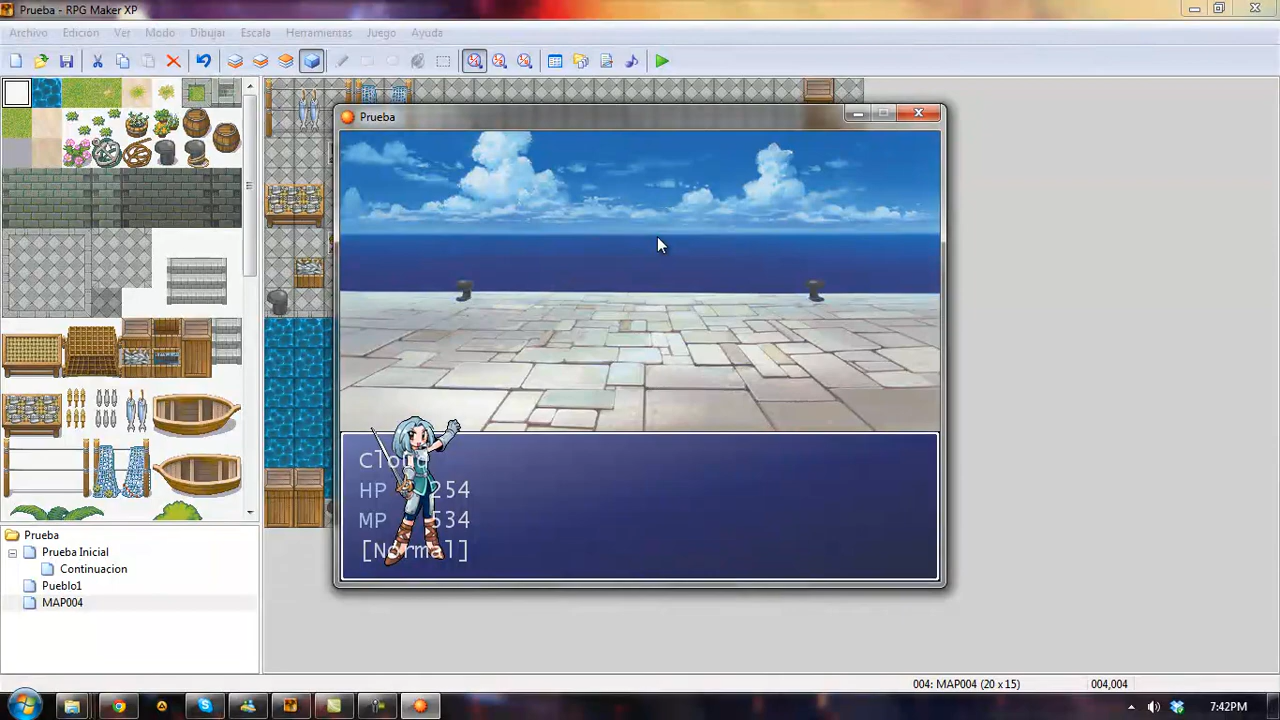 Prueba - RPG Maker XP
Archivo Edicion Ver Modo Dibujar Escala Herramientas Juego Ayuda
Prueba
HP 254
MP 534
[Normal]
Prueba
Prueba Inicial
Continuacion
Pueblo1
MAP004
004: MAP004 (20 x 15) 004,004
7:42PM